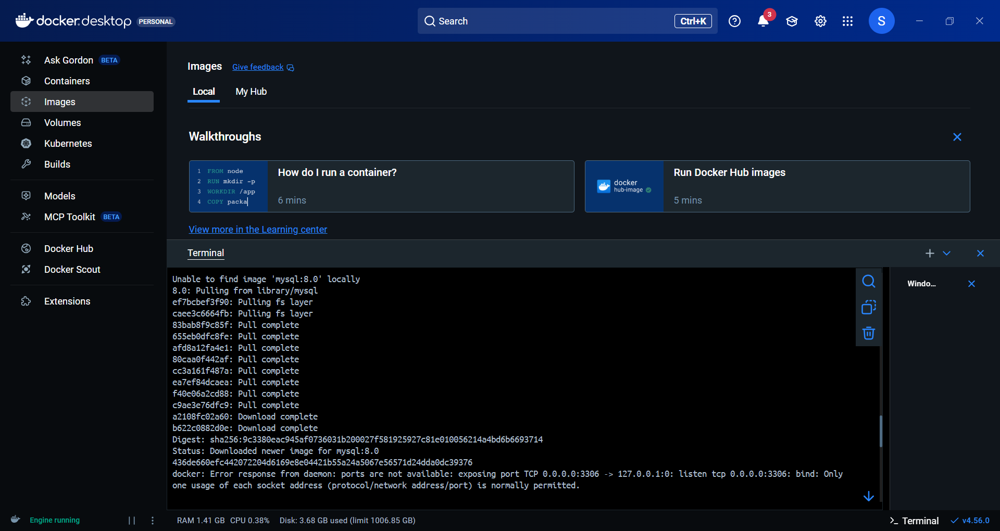 docker.desktop PERSONAL
Search
Ctrl+K
3
S
Ask Gordon BETA
Containers
Images
Volumes
Kubernetes
Builds
Models
MCP Toolkit BETA
Docker Hub
Docker Scout
Extensions
Images Give feedback
Local My Hub
Walkthroughs
1 FROM node
2 RUN mkdir -p
3 WORKDIR /app
4 COPY packa
How do I run a container?
6 mins
docker
hub-image
Run Docker Hub images
5 mins
View more in the Learning center
Terminal
Windo...
Unable to find image 'mysql:8.0' locally
8.0: Pulling from library/mysql
ef7bcbef3f90: Pulling fs layer
caee3c6664fb: Pulling fs layer
83bab8f9c85f: Pull complete
655eb0dfc8fe: Pull complete
afd8a12fa4e1: Pull complete
80caa0f442af: Pull complete
cc3a161f487a: Pull complete
ea7ef84dcaea: Pull complete
f40e06a2cd88: Pull complete
c9ae3e76dfc9: Pull complete
a2108fc02a60: Download complete
b622c0882d0e: Download complete
Digest: sha256:9c3380eac945af0736031b200027f581925927c81e010056214a4bd6b6693714
Status: Downloaded newer image for mysql:8.0
436de660efc442072204d6169e8e04421b55a24a5067e56571d24dda0dc39376
docker: Error response from daemon: ports are not available: exposing port TCP 0.0.0.0:3306 -> 127.0.0.1:0: listen tcp 0.0.0.0:3306: bind: Only
one usage of each socket address (protocol/network address/port) is normally permitted.
Engine running
RAM 1.41 GB CPU 0.38% Disk: 3.68 GB used (limit 1006.85 GB)
>_ Terminal
v4.56.0